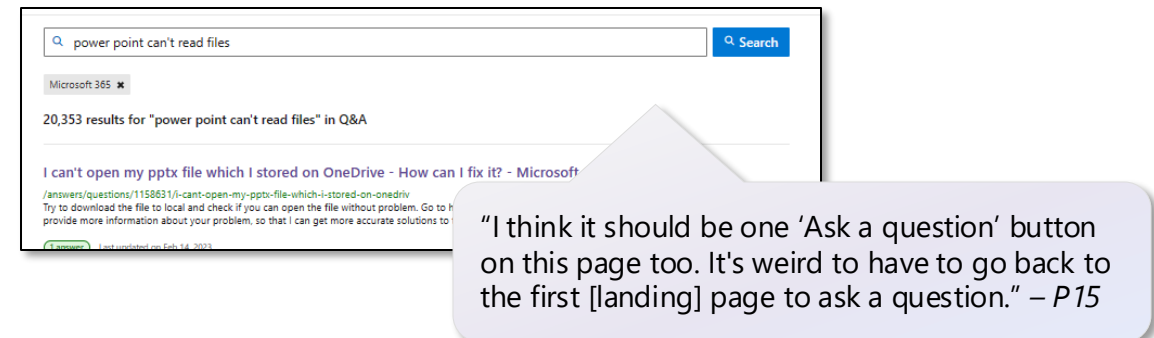 power point can't read files
Search
Microsoft 365 ✖
20,353 results for "power point can't read files" in Q&A
I can't open my pptx file which I stored on OneDrive - How can I fix it? - Microsoft
/answers/questions/1158631/i-cant-open-my-pptx-file-which-i-stored-on-onedriv
Try to download the file to local and check if you can open the file without problem. Go to
provide more information about your problem, so that I can get more accurate solutions to
1 answer Last updated on Feb 14, 2023
“I think it should be one ‘Ask a question’ button
on this page too. It's weird to have to go back to
the first [landing] page to ask a question.” – P15